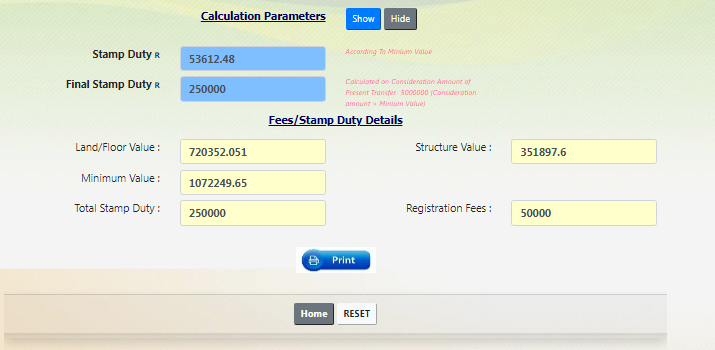 Calculation Parameters Show Hide
Stamp Duty R 53612.48 According To Minium Value
Final Stamp Duty R 250000 Calculated on Consideration Amount of
Present Transfer 5000000 (Consideration
amount > Minium Value)
Fees/Stamp Duty Details
Land/Floor Value : 720352.051 Structure Value : 351897.6
Minimum Value : 1072249.65
Total Stamp Duty : 250000 Registration Fees : 50000
Print
Home RESET